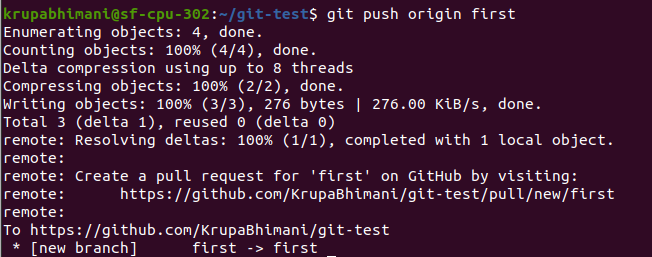 krupabhimani@sf-cpu-302:~/git-test$ git push origin first
Enumerating objects: 4, done.
Counting objects: 100% (4/4), done.
Delta compression using up to 8 threads
Compressing objects: 100% (2/2), done.
Writing objects: 100% (3/3), 276 bytes | 276.00 KiB/s, done.
Total 3 (delta 1), reused 0 (delta 0)
remote: Resolving deltas: 100% (1/1), completed with 1 local object.
remote:
remote: Create a pull request for 'first' on GitHub by visiting:
remote:      https://github.com/KrupaBhimani/git-test/pull/new/first
remote:
To https://github.com/KrupaBhimani/git-test
 * [new branch]      first -> first